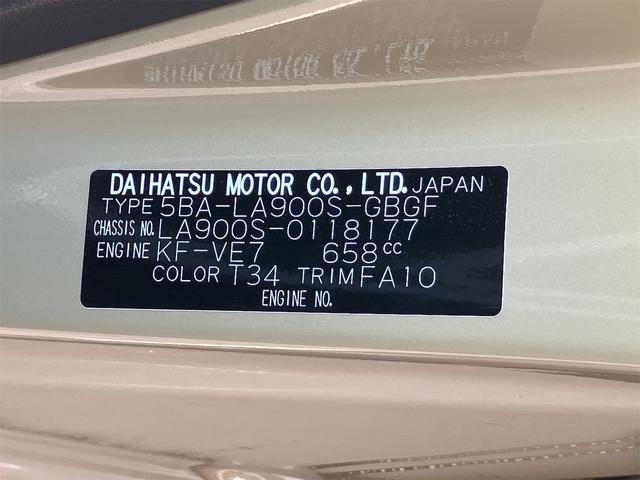 DAIHATSU MOTOR CO., LTD. JAPAN
TYPE 5BA-LA900S-GBGF
CHASSIS NO. LA900S-0118177
ENGINE KF-VE7 658cc
COLOR T34 TRIM FA10
ENGINE NO.